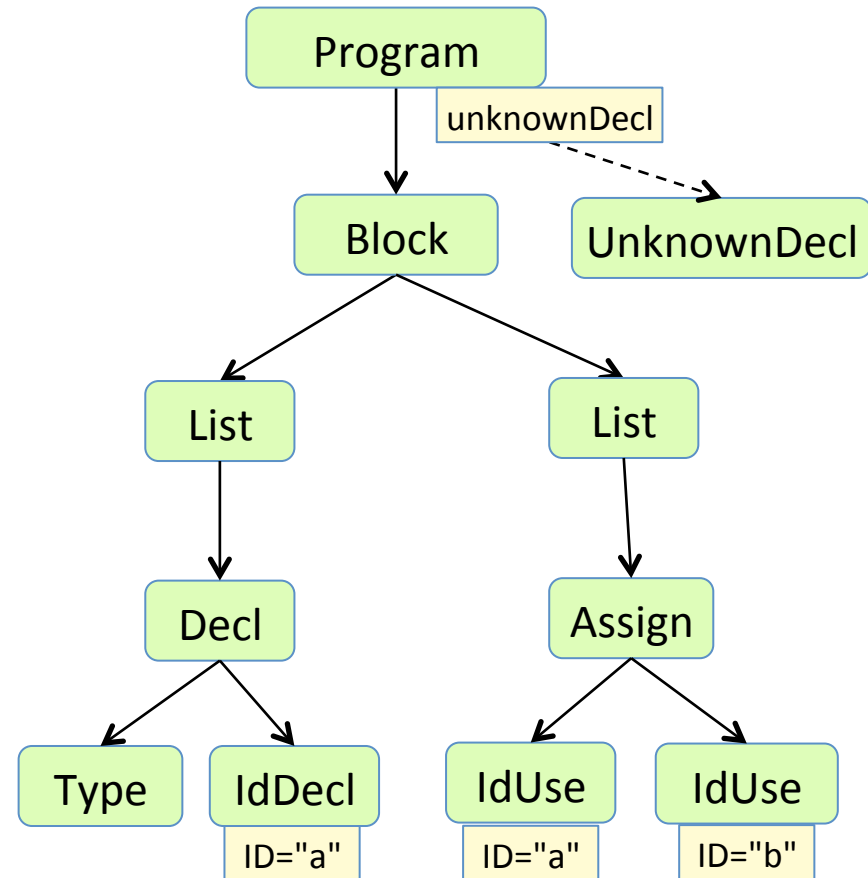 Program
unknownDecl
Block
UnknownDecl
List
List
Decl
Assign
Type
IdDecl
IdUse
IdUse
ID="a"
ID="a"
ID="b"